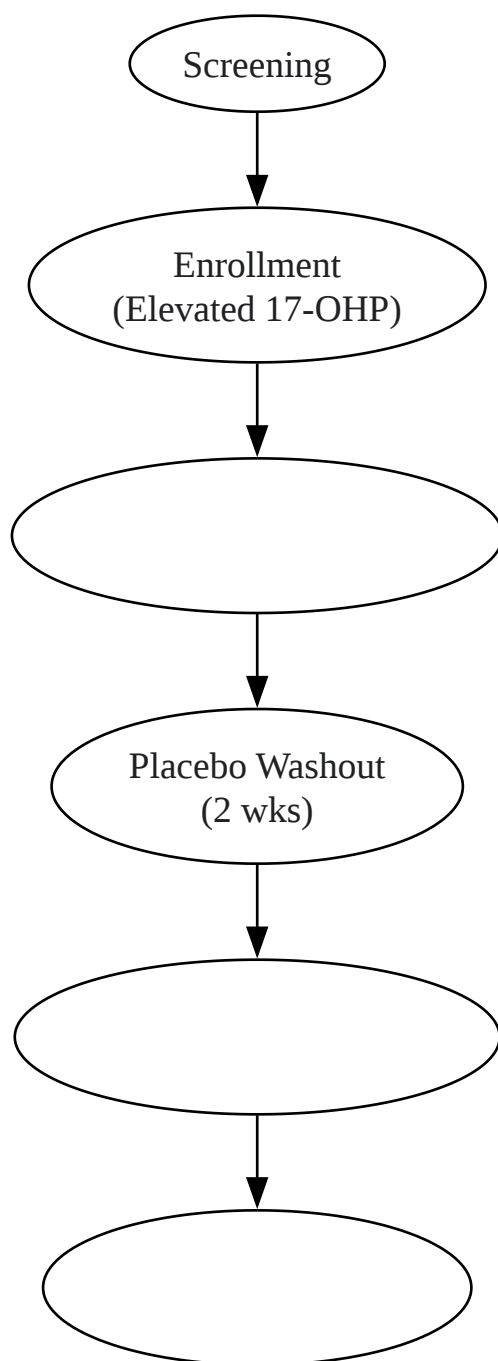 Screening
Enrollment
(Elevated 17-OHP)
Placebo Washout
(2 wks)